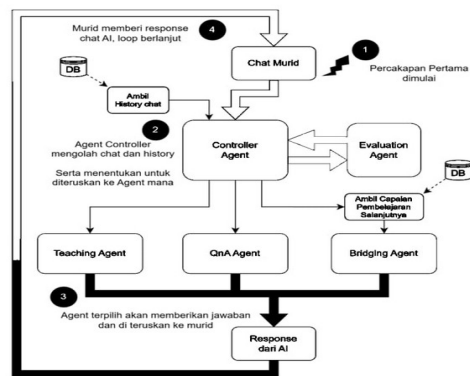 4
Murid memberi response
chat AI, loop berlanjut
Chat Murid
1
Percakapan Pertama
dimulai
DB
Ambil
History chat
2
Agent Controller
mengolah chat dan history
Serta menentukan untuk
diteruskan ke Agent mana
Controller
Agent
Evaluation
Agent
DB
Ambil Capaian
Pembelajaran
Selanjutnya
Teaching Agent
QnA Agent
Bridging Agent
3
Agent terpilih akan memberikan jawaban
dan di teruskan ke murid
Response
dari AI